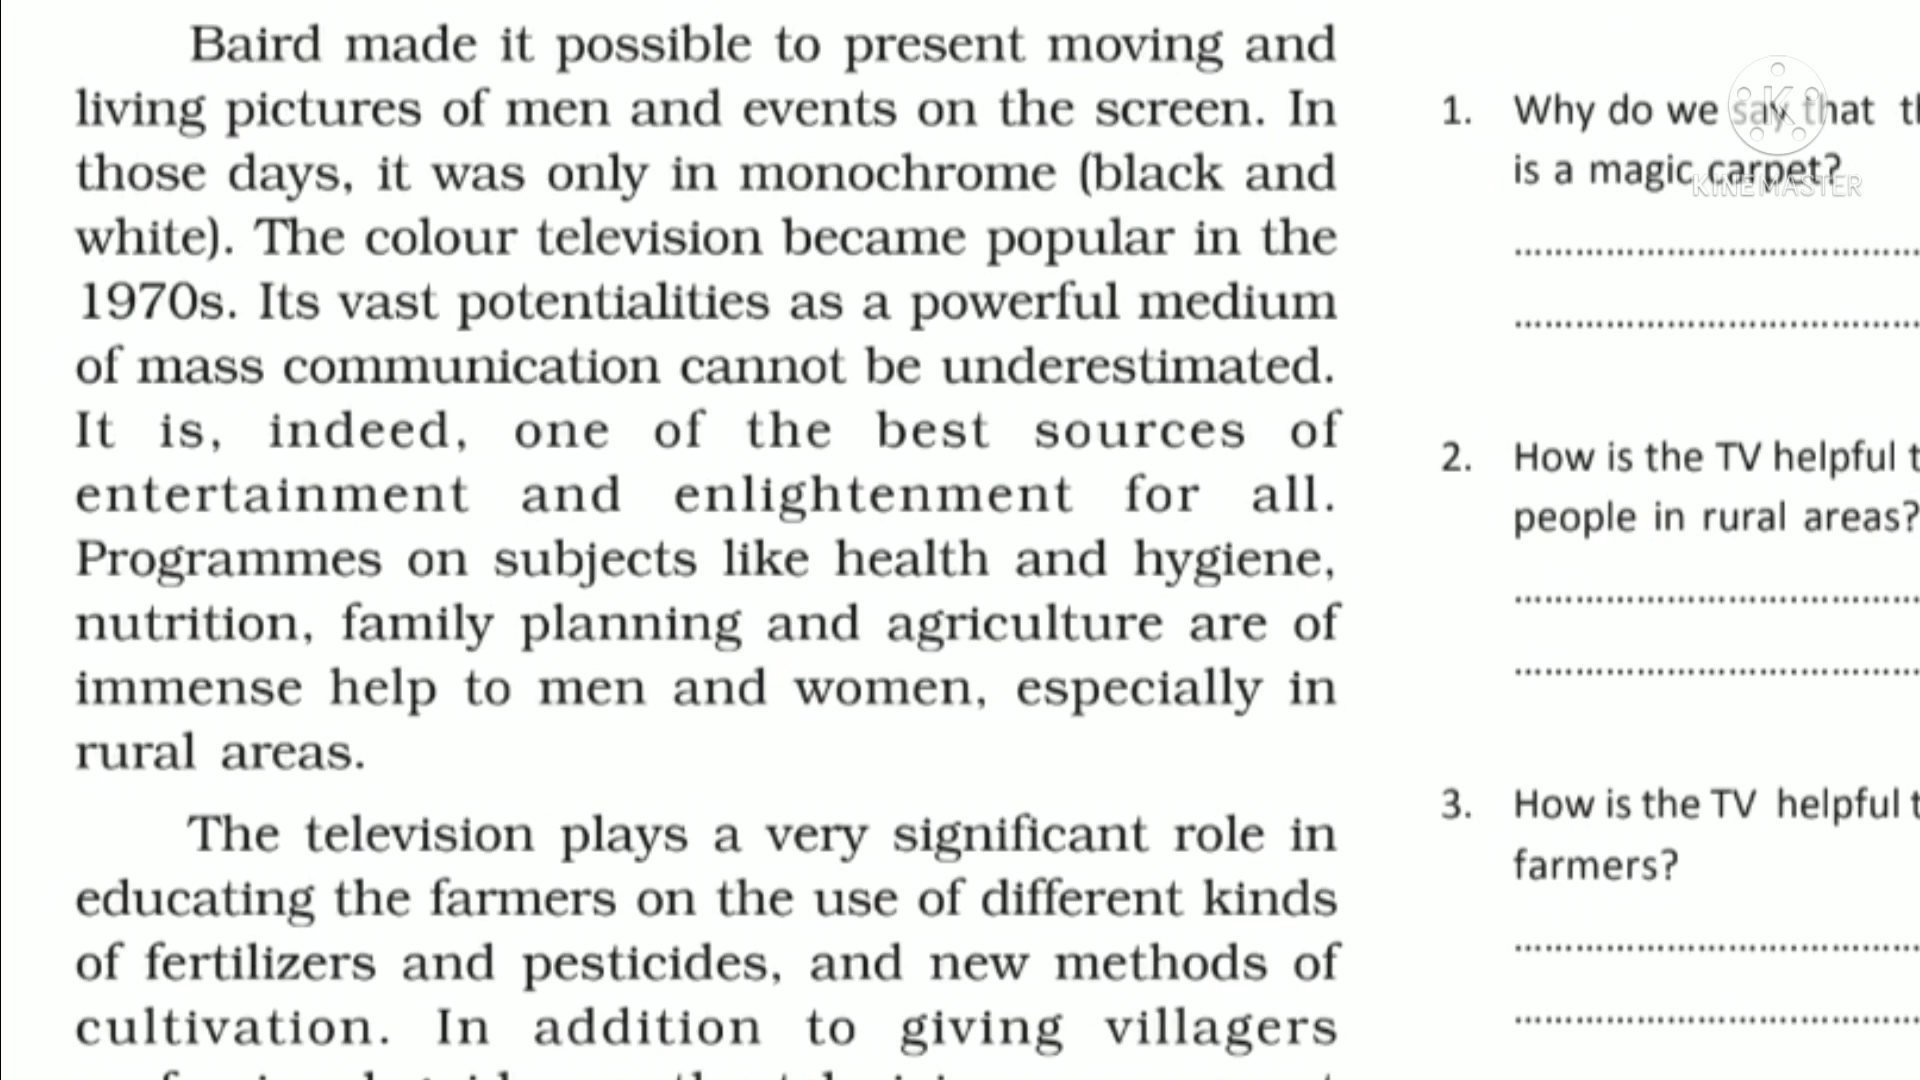 Baird made it possible to present moving and
living pictures of men and events on the screen. In
those days, it was only in monochrome (black and
white). The colour television became popular in the
1970s. Its vast potentialities as a powerful medium
of mass communication cannot be underestimated.
It is, indeed, one of the best sources of
entertainment and enlightenment for all.
Programmes on subjects like health and hygiene,
nutrition, family planning and agriculture are of
immense help to men and women, especially in
rural areas.
The television plays a very significant role in
educating the farmers on the use of different kinds
of fertilizers and pesticides, and new methods of
cultivation. In addition to giving villagers
1. Why do we say that
is a magic carpet?
2. How is the TV helpful
people in rural areas?
3. How is the TV helpful
farmers?
K
KINEMASTER